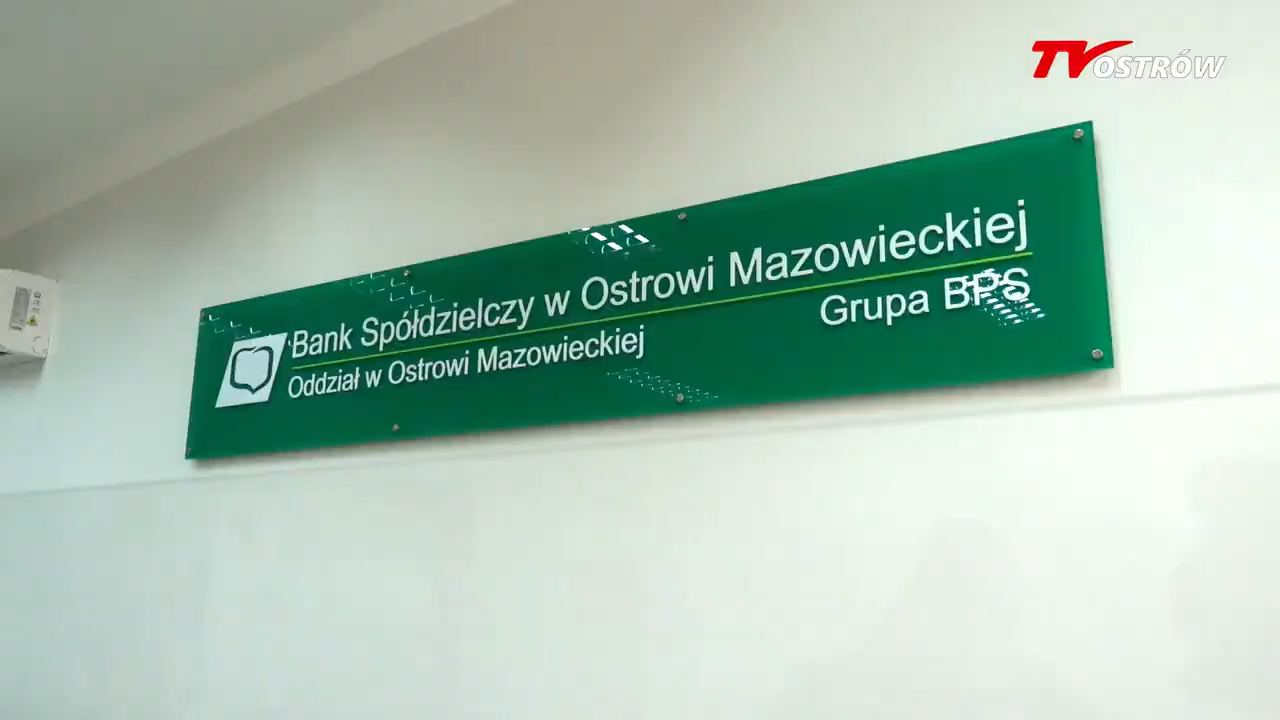 TV OSTRÓW
Bank Spółdzielczy w Ostrowi Mazowieckiej
Oddział w Ostrowi Mazowieckiej
Grupa BPS